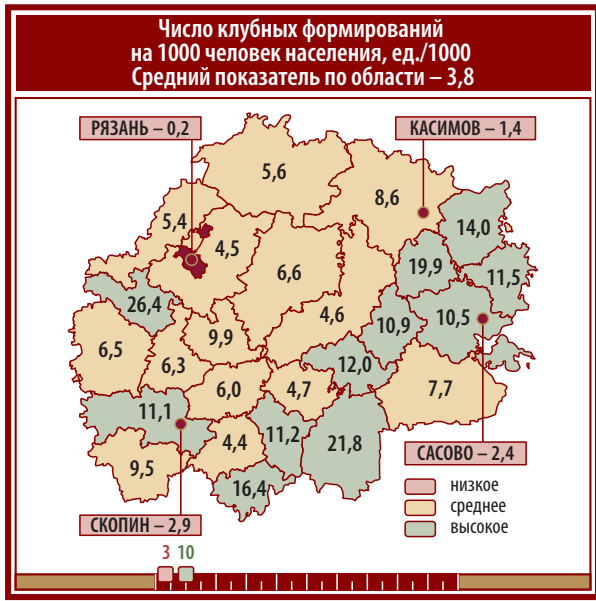 Число клубных формирований
на 1000 человек населения, ед./1000
Средний показатель по области – 3,8
РЯЗАНЬ – 0,2
КАСИМОВ – 1,4
5,6
8,6
5,4
4,5
14,0
6,6
19,9
11,5
26,4
4,6
10,9
10,5
9,9
6,5
6,3
12,0
6,0
4,7
7,7
11,1
11,2
4,4
21,8
9,5
16,4
САСОВО – 2,4
СКОПИН – 2,9
низкое
среднее
высокое
3 10